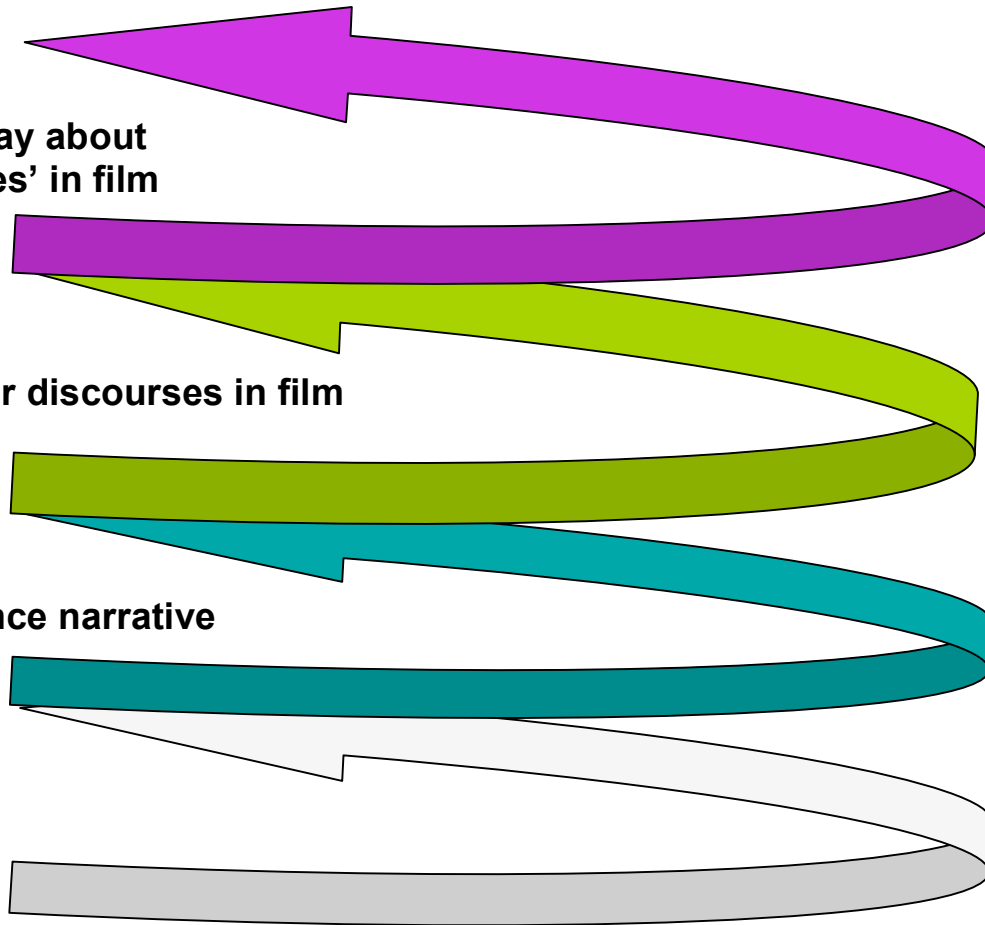 ay about
es’ in film
r discourses in film
nce narrative